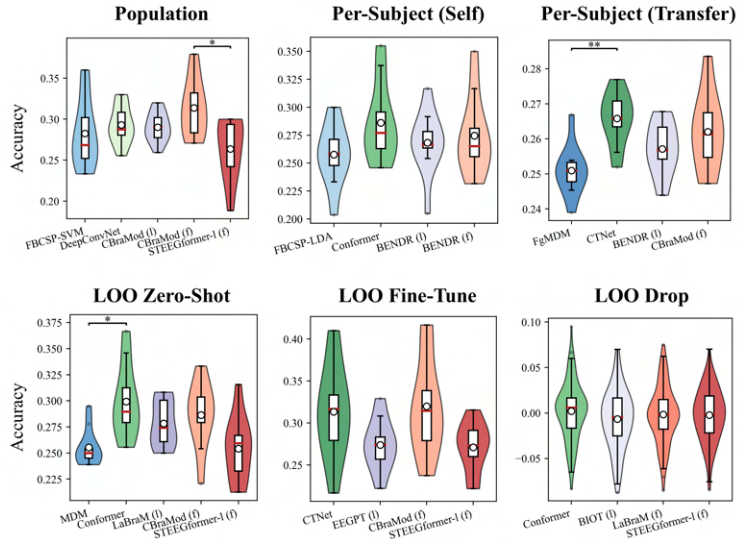 Population
Per-Subject (Self)
Per-Subject (Transfer)
Accuracy
0.35
0.30
0.25
0.20
*
FBCSP-SVM
DeepConvNet
CBraMod (l)
CBraMod (f)
STEEGformer-l (f)
0.350
0.325
0.300
0.275
0.250
0.225
0.200
FBCSP-LDA
Conformer
BENDR (l)
BENDR (f)
0.28
0.27
0.26
0.25
0.24
**
FgMDM
CTNet
BENDR (l)
CBraMod (f)
LOO Zero-Shot
LOO Fine-Tune
LOO Drop
Accuracy
0.375
0.350
0.325
0.300
0.275
0.250
0.225
*
MDM
Conformer
LaBraM (l)
CBraMod (f)
STEEGformer-l (f)
0.40
0.35
0.30
0.25
CTNet
EEGPT (l)
CBraMod (f)
STEEGformer-l (f)
0.10
0.05
0.00
−0.05
Conformer
BIOT (l)
LaBraM (f)
STEEGformer-l (f)